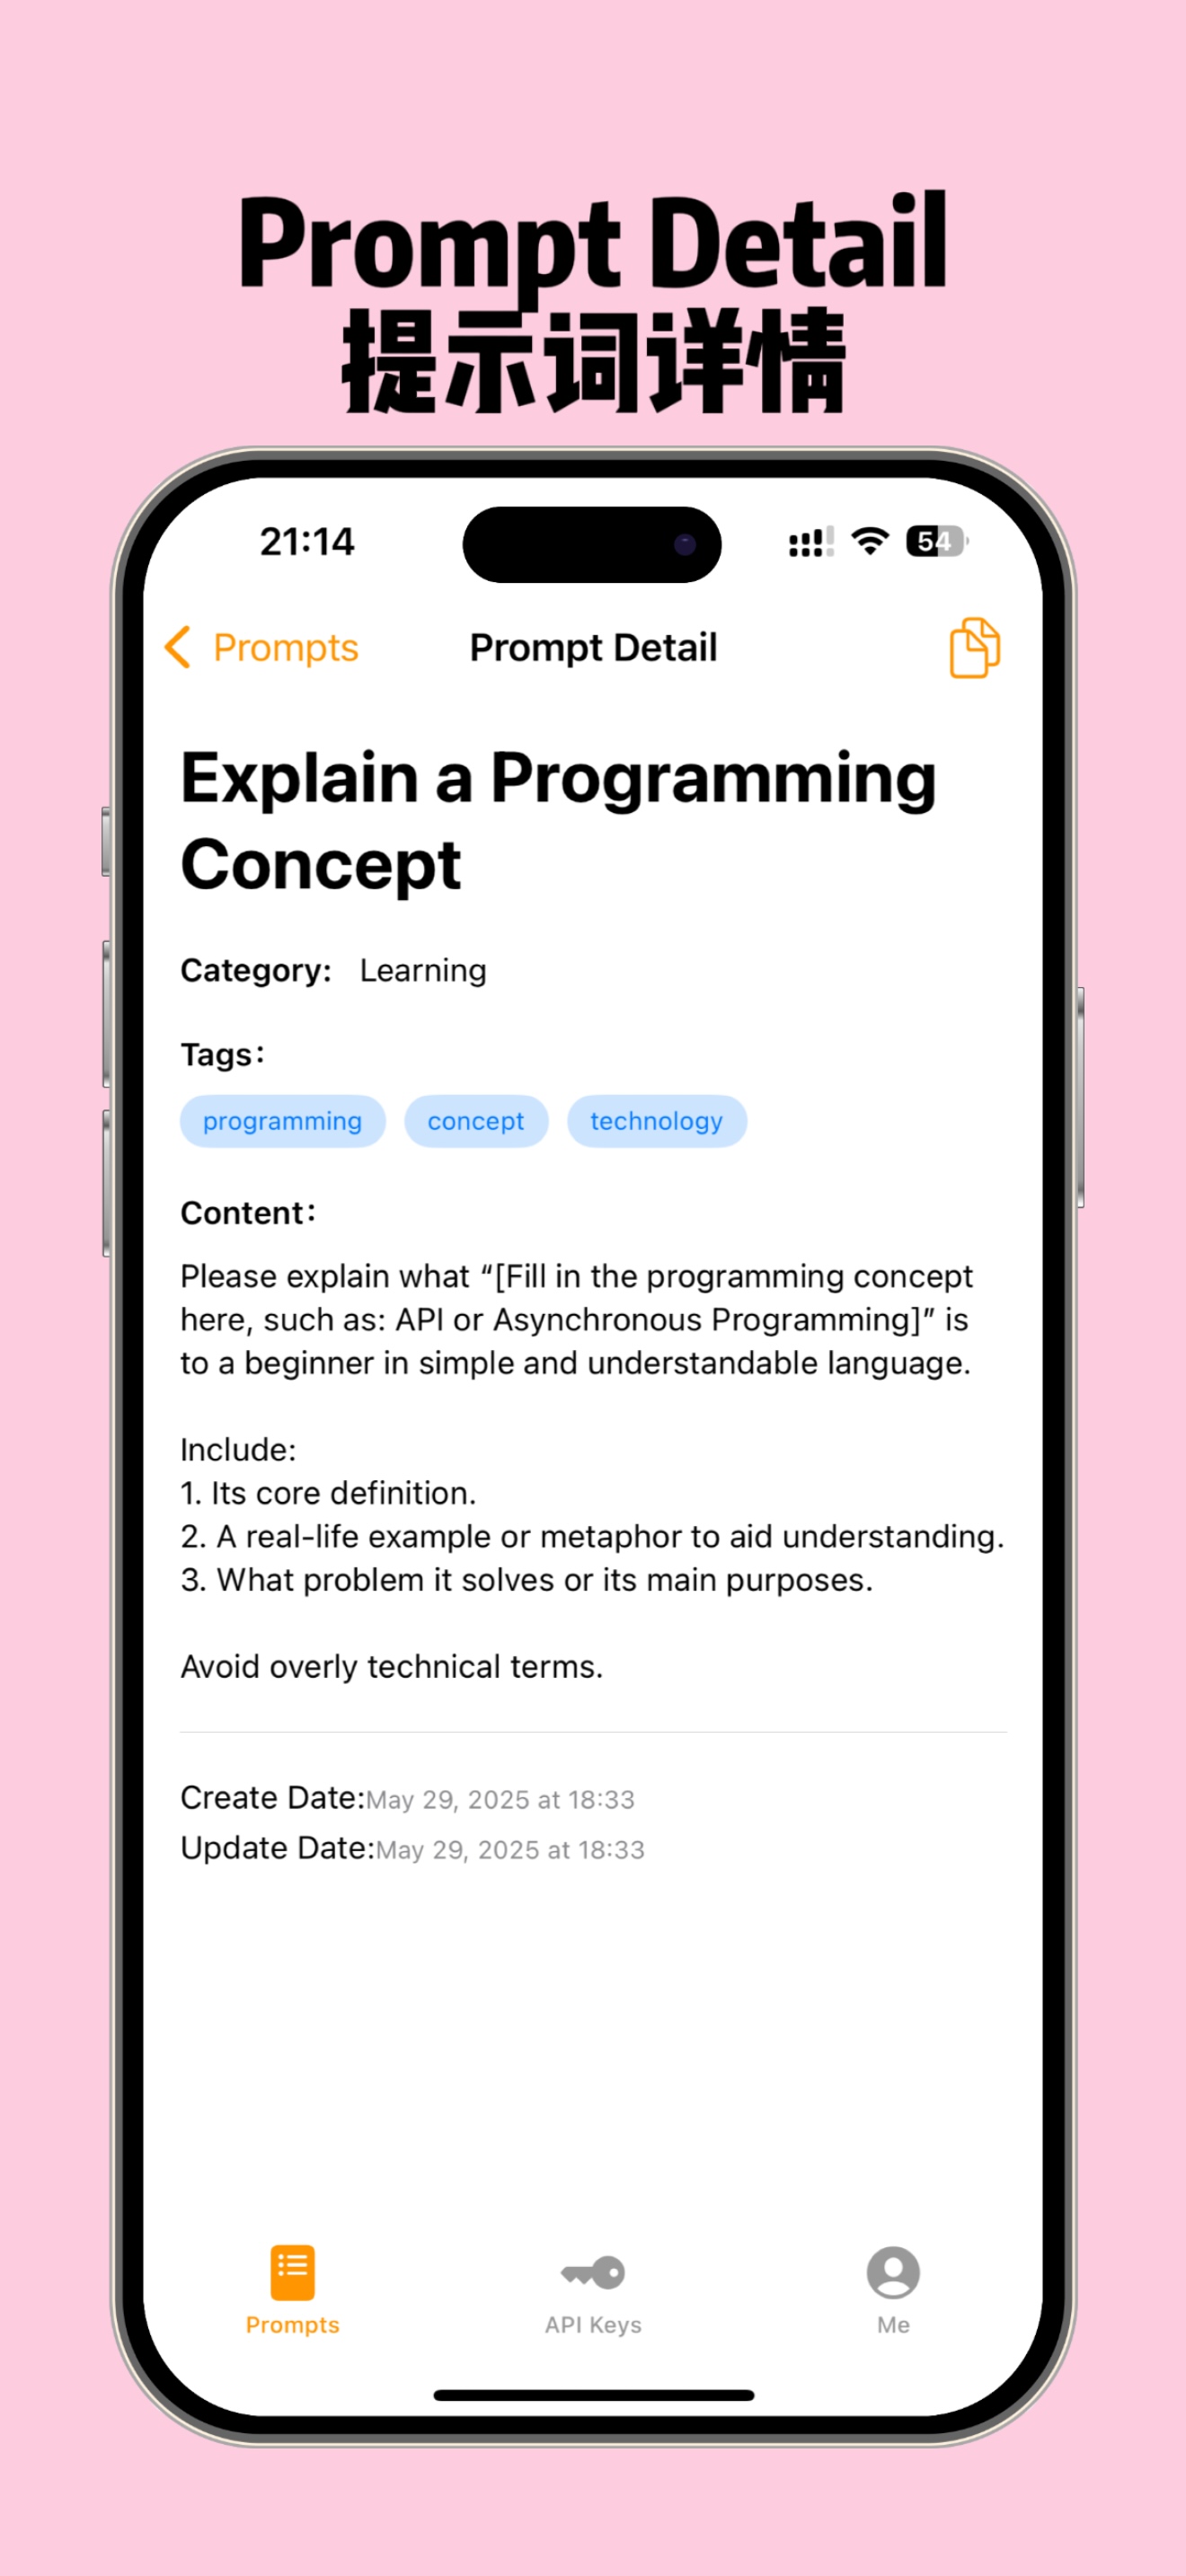 Prompt Detail
提示词详情
21:14
54
Prompts
Prompt Detail
Explain a Programming
Concept
Category: Learning
Tags:
programming concept technology
Content:
Please explain what “[Fill in the programming concept
here, such as: API or Asynchronous Programming]” is
to a beginner in simple and understandable language.
Include:
1. Its core definition.
2. A real-life example or metaphor to aid understanding.
3. What problem it solves or its main purposes.
Avoid overly technical terms.
Create Date:May 29, 2025 at 18:33
Update Date:May 29, 2025 at 18:33
Prompts
API Keys
Me